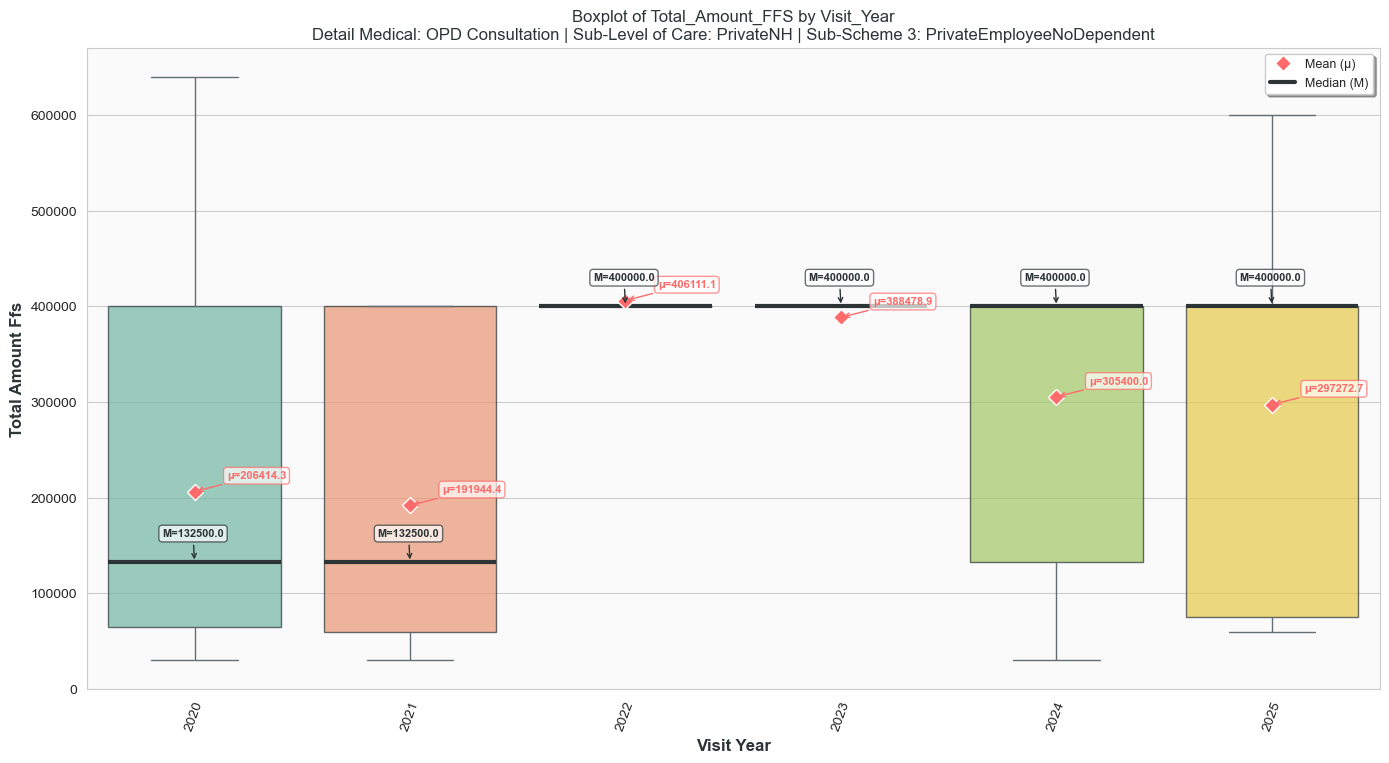 Boxplot of Total_Amount_FFS by Visit_Year
Detail Medical: OPD Consultation | Sub-Level of Care: PrivateNH | Sub-Scheme 3: PrivateEmployeeNoDependent
Mean (μ)
Median (M)
Total Amount Ffs
600000
500000
400000
300000
200000
100000
0
μ=206414.3
M=132500.0
μ=191944.4
M=132500.0
M=400000.0
μ=406111.1
M=400000.0
μ=388478.9
M=400000.0
μ=305400.0
M=400000.0
μ=297272.7
2020
2021
2022
2023
2024
2025
Visit Year